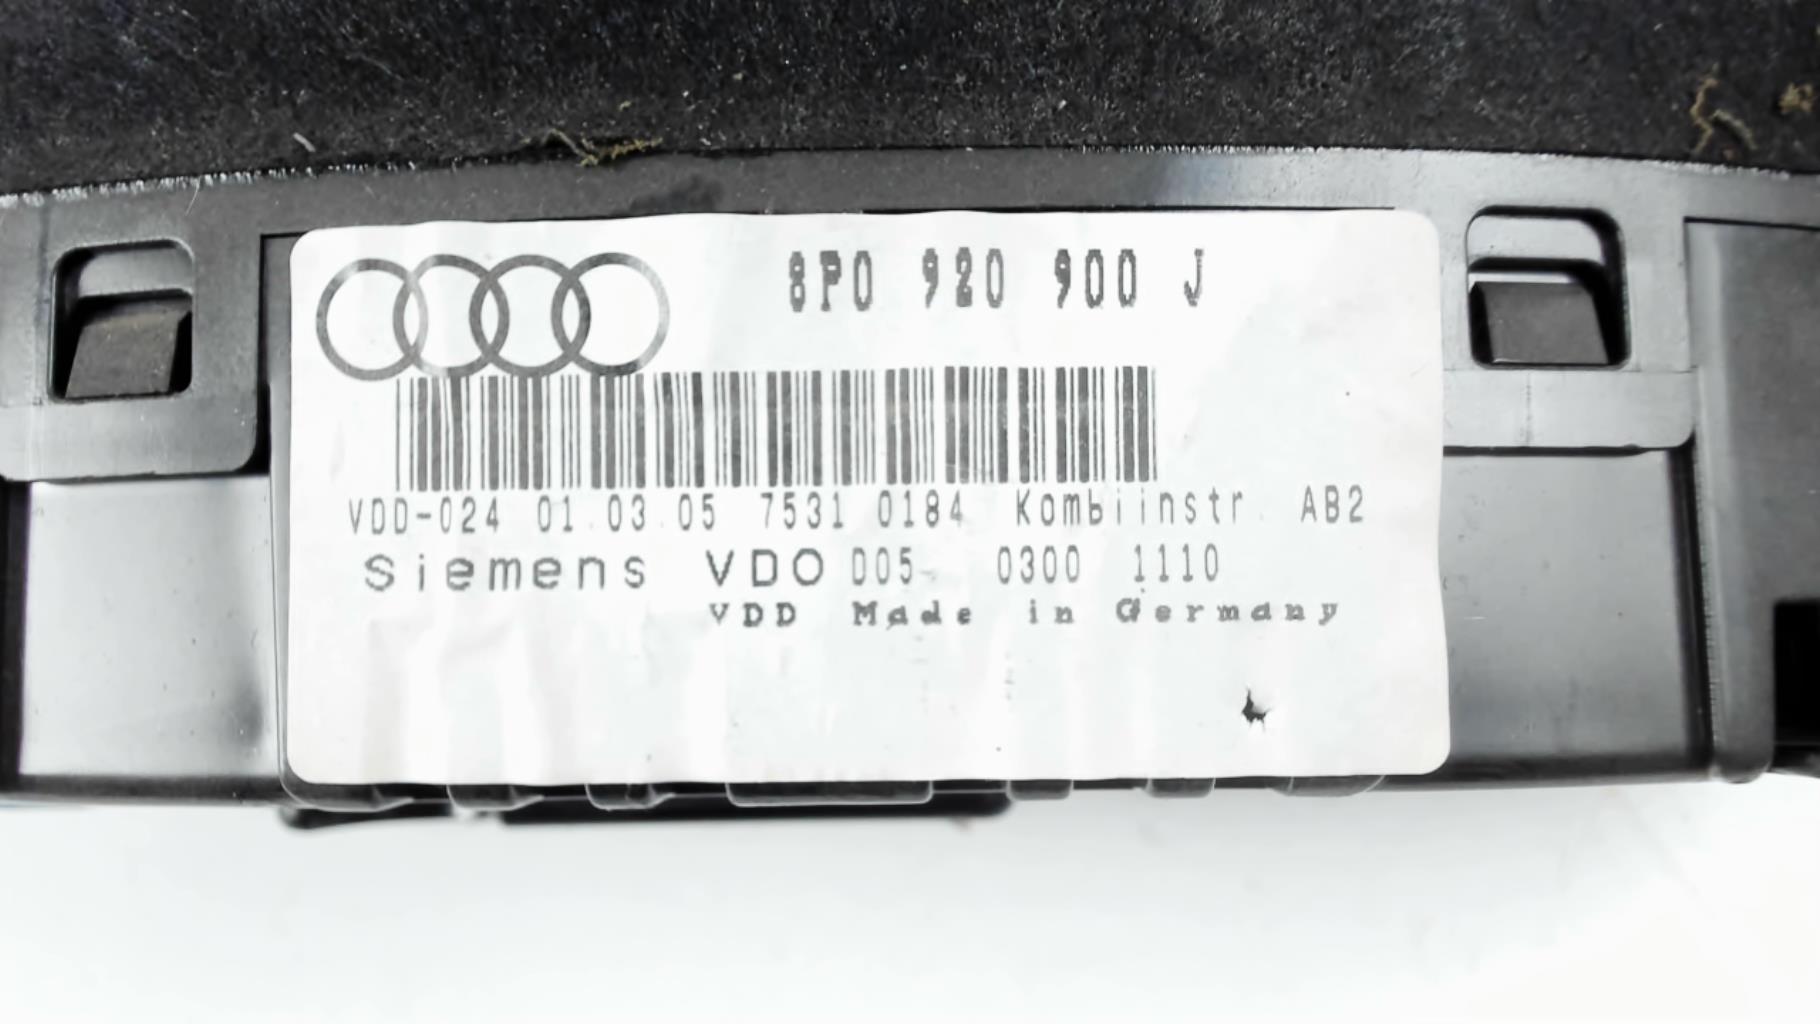 8P0 920 900 J
VDD-024 01.03.05 7531 0184 Kombiinstr. AB2
Siemens VDO D05- 0300 1110
VDD Made in Germany